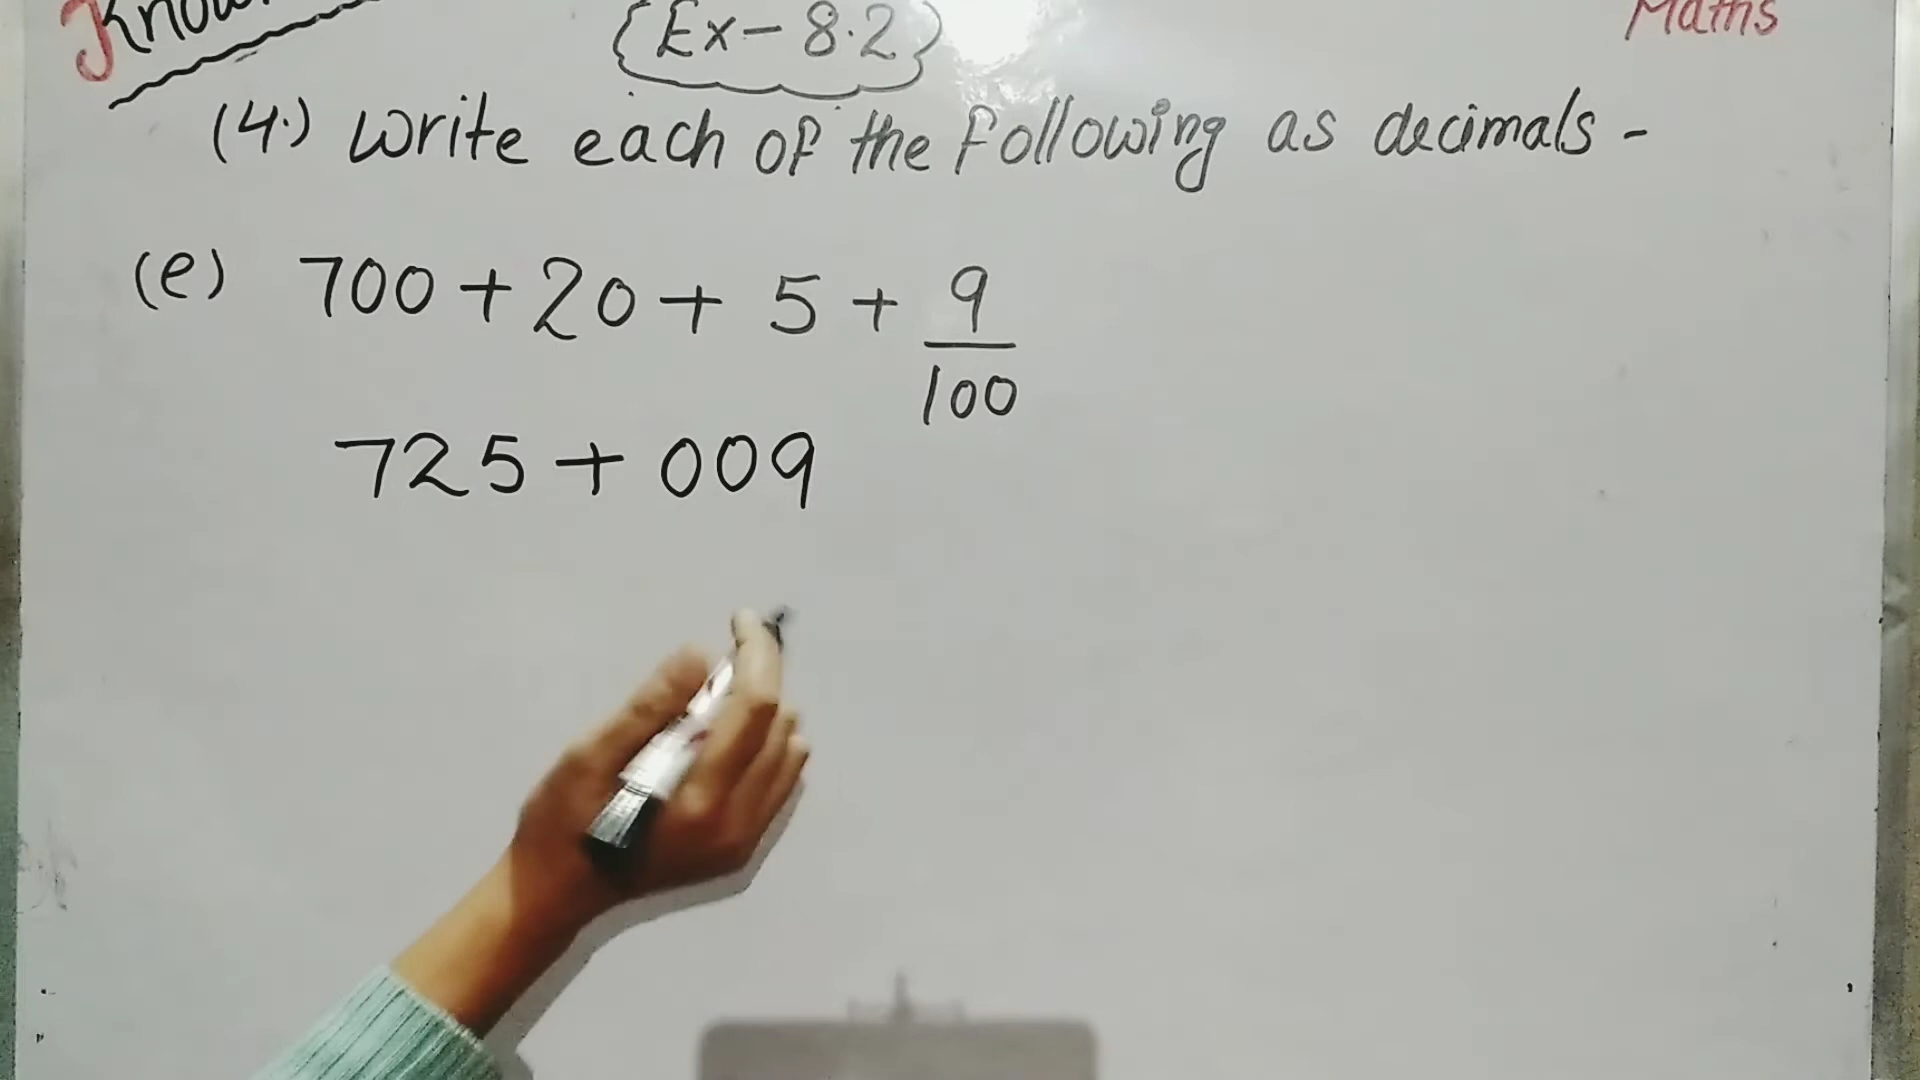 (Ex-8.2)
Maths
(4.) Write each of the following as decimals -
(e) 700 + 20 + 5 + 9/100
725 + 009